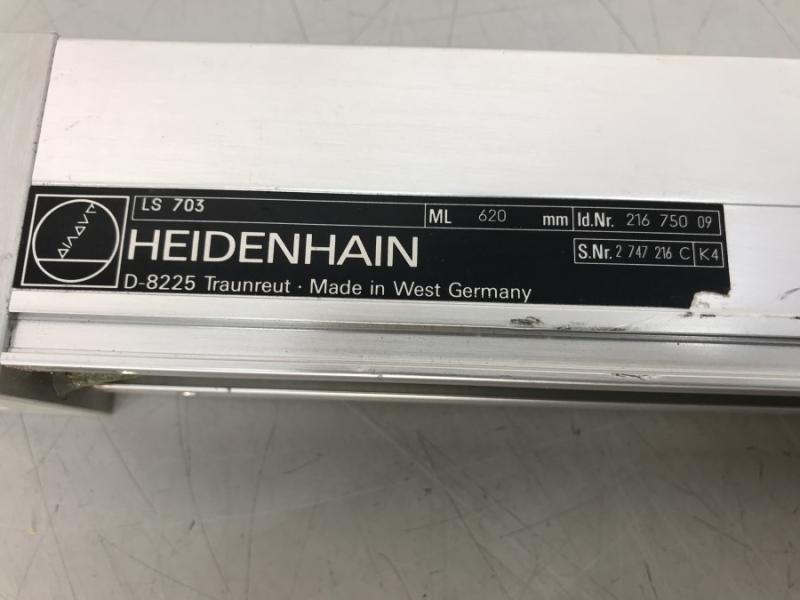 LS 703
ML 620 mm Id.Nr. 216 750 09
HEIDENHAIN
S.Nr. 2 747 216 C K4
D-8225 Traunreut · Made in West Germany